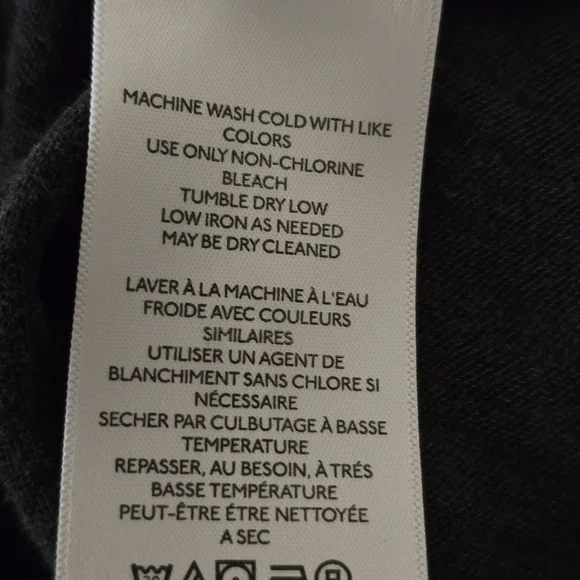 MACHINE WASH COLD WITH LIKE
COLORS
USE ONLY NON-CHLORINE
BLEACH
TUMBLE DRY LOW
LOW IRON AS NEEDED
MAY BE DRY CLEANED
LAVER À LA MACHINE À L'EAU
FROIDE AVEC COULEURS
SIMILAIRES
UTILISER UN AGENT DE
BLANCHIMENT SANS CHLORE SI
NÉCESSAIRE
SECHER PAR CULBUTAGE À BASSE
TEMPERATURE
REPASSER, AU BESOIN, À TRÉS
BASSE TEMPÉRATURE
PEUT-ÊTRE ÉTRE NETTOYÉE
A SEC